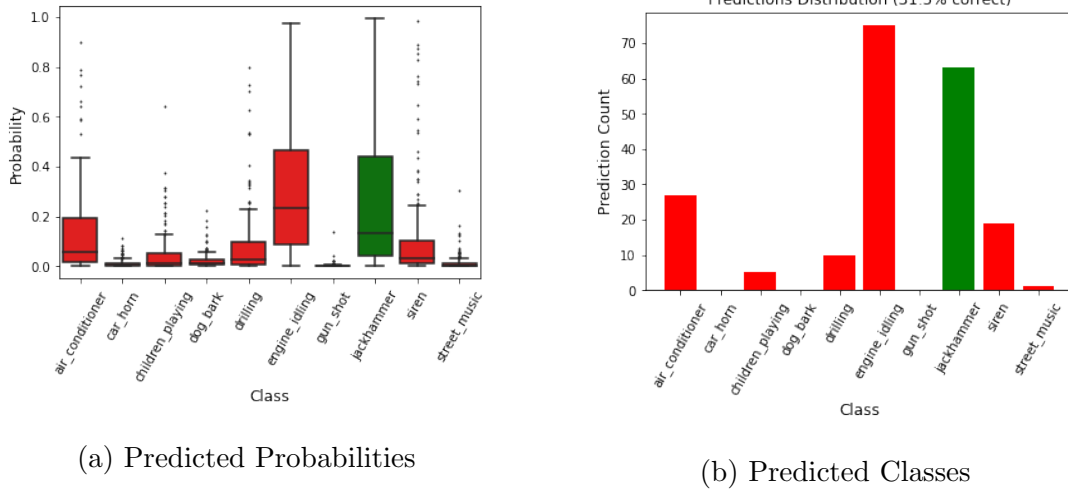 1.0
0.8
0.6
0.4
0.2
0.0
Probability
air_conditioner
car_horn
children_playing
dog_bark
drilling
engine_idling
gun_shot
jackhammer
siren
street_music
Class
(a) Predicted Probabilities
Predictions Distribution (31.5% correct)
70
60
50
40
30
20
10
0
Prediction Count
air_conditioner
car_horn
children_playing
dog_bark
drilling
engine_idling
gun_shot
jackhammer
siren
street_music
Class
(b) Predicted Classes